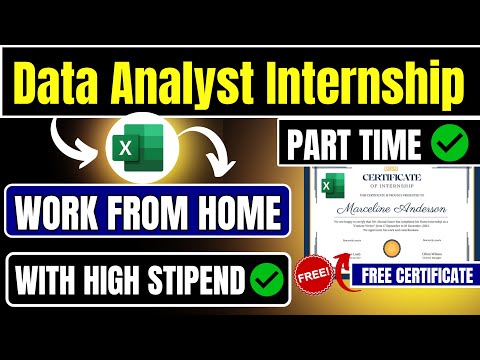 Data Analyst Internship
X
PART TIME
WORK FROM HOME
WITH HIGH STIPEND
CERTIFICATE
OF INTERNSHIP
Marceline Anderson
FREE!
FREE CERTIFICATE